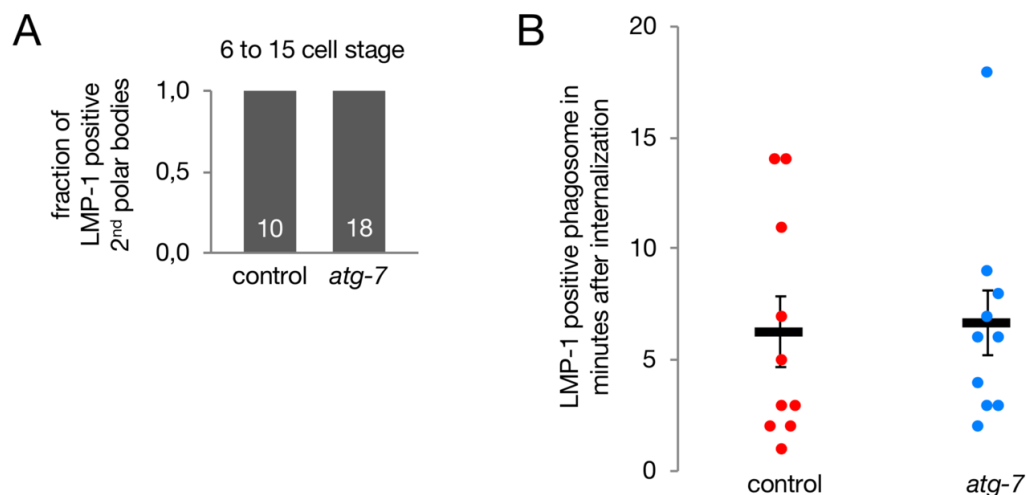 A
6 to 15 cell stage
fraction of
LMP-1 positive
2nd polar bodies
1,0
0,5
0,0
10
18
control
atg-7
B
LMP-1 positive phagosome in
minutes after internalization
20
15
10
5
0
control
atg-7